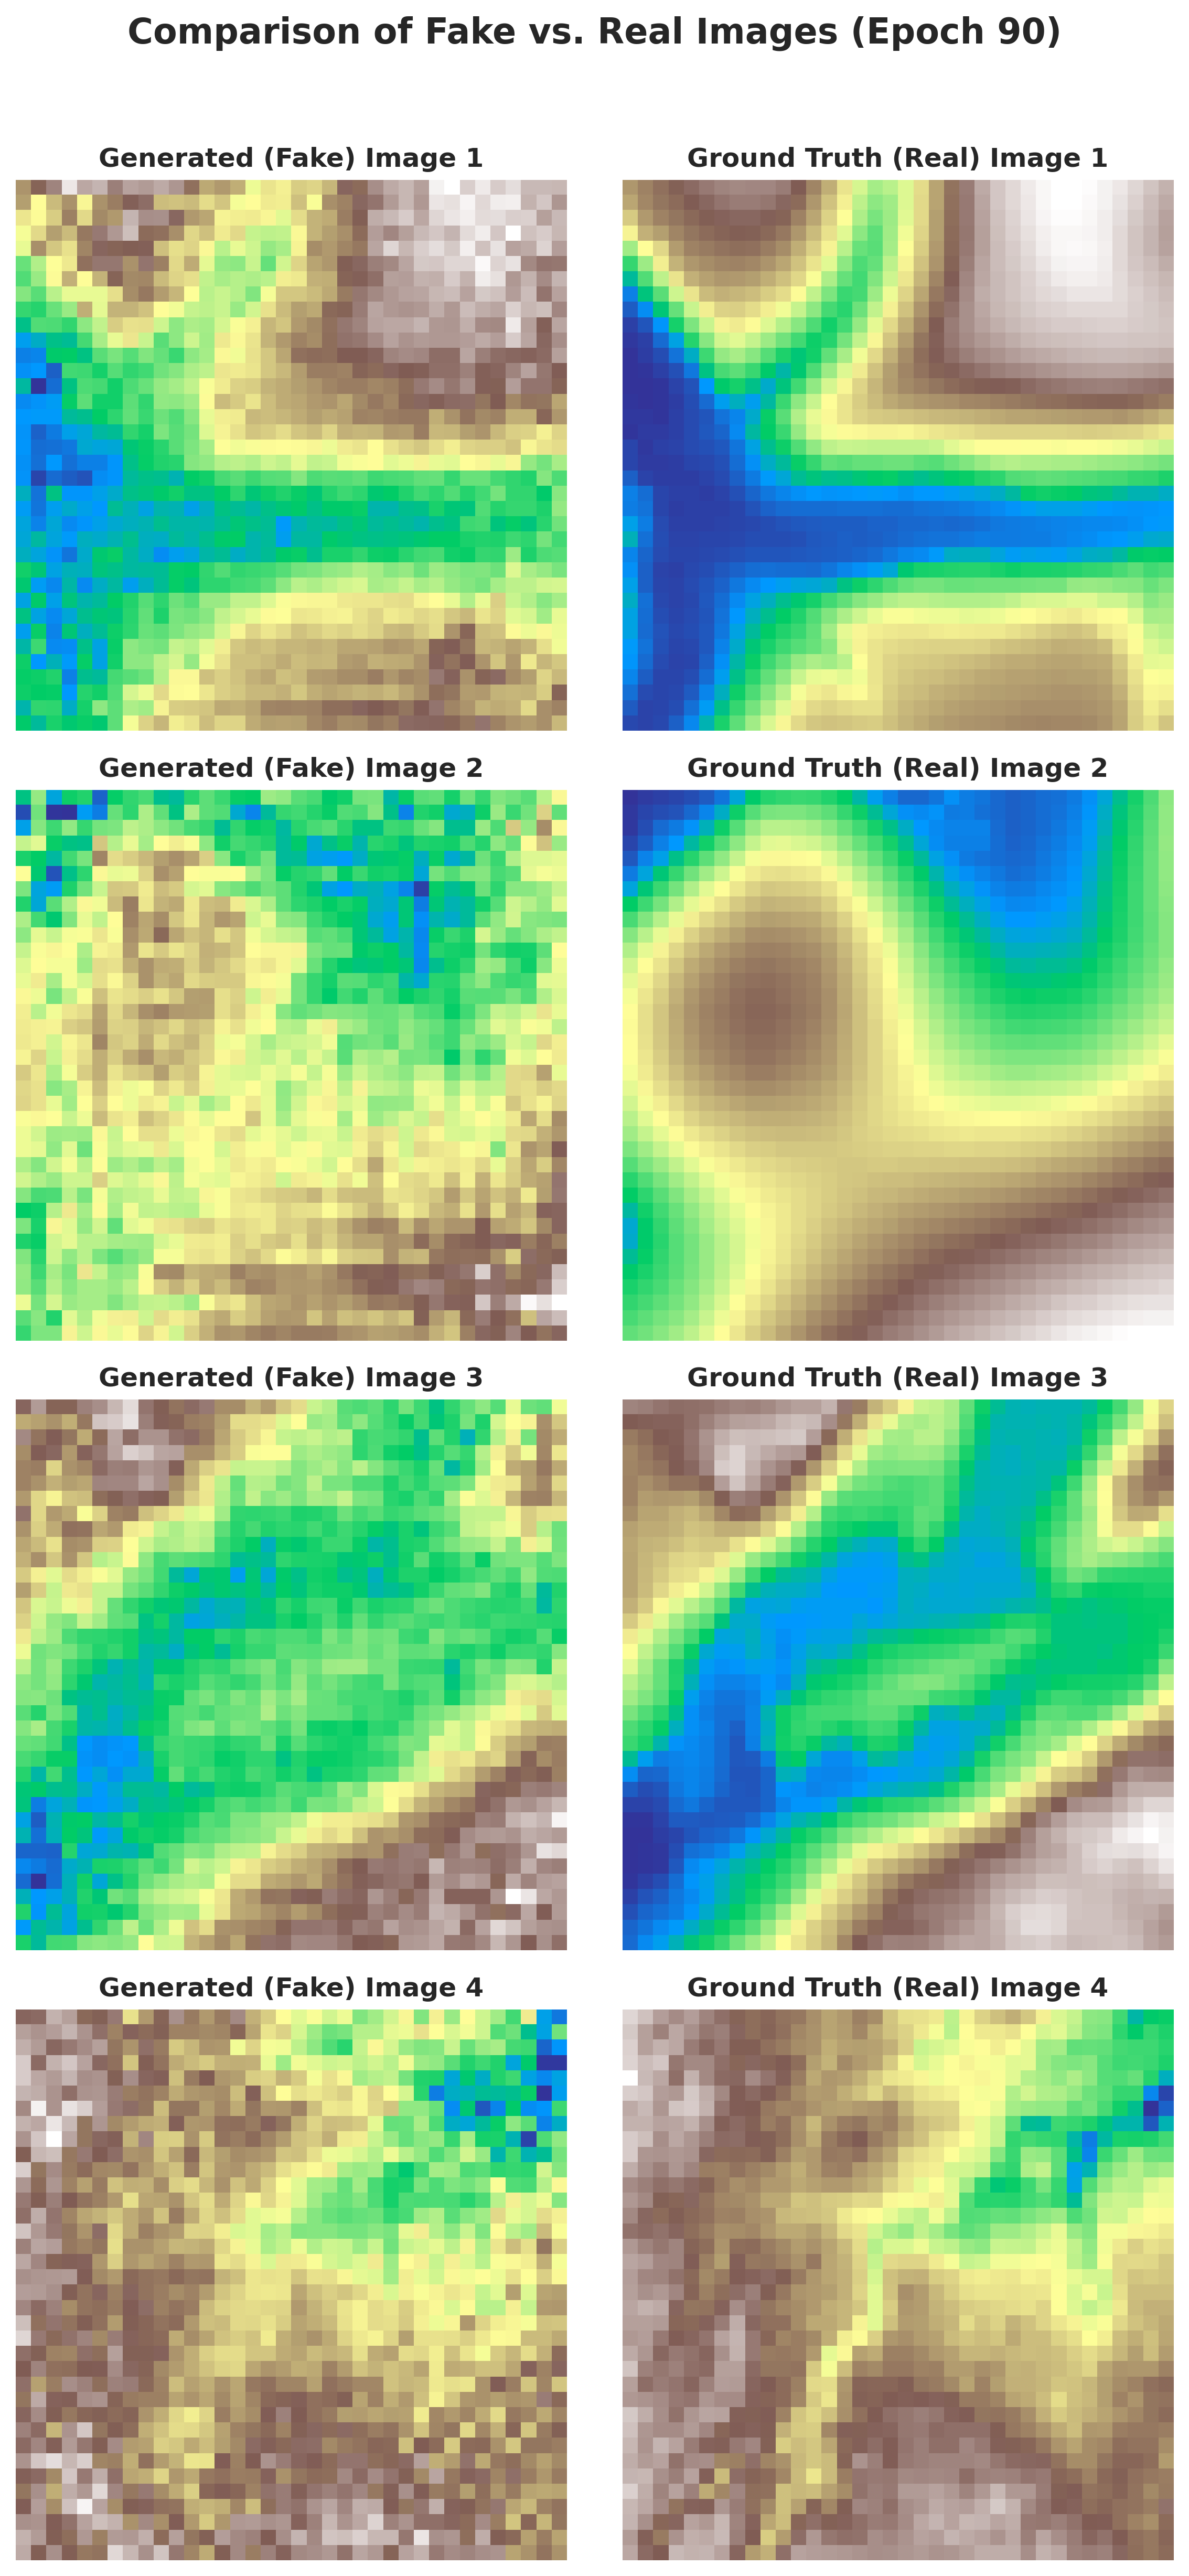 Comparison of Fake vs. Real Images (Epoch 90)
Generated (Fake) Image 1
Ground Truth (Real) Image 1
Generated (Fake) Image 2
Ground Truth (Real) Image 2
Generated (Fake) Image 3
Ground Truth (Real) Image 3
Generated (Fake) Image 4
Ground Truth (Real) Image 4